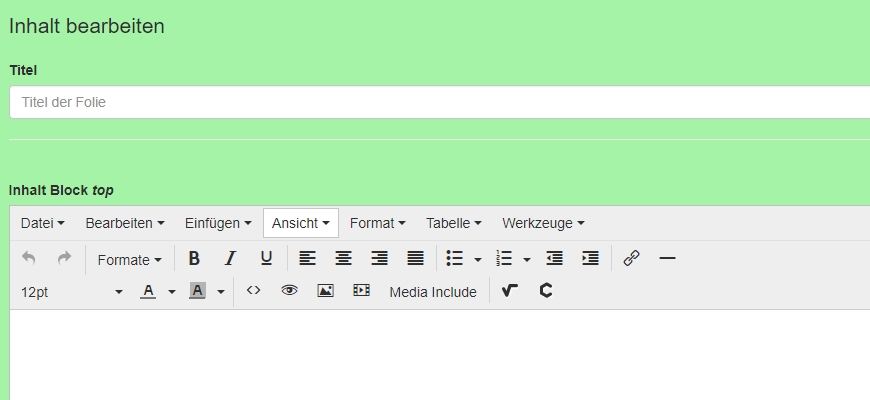 Inhalt bearbeiten
Titel
Titel der Folie
Inhalt Block top
Datei Bearbeiten Einfügen Ansicht Format Tabelle Werkzeuge
Formate B I U
12pt A A Media Include